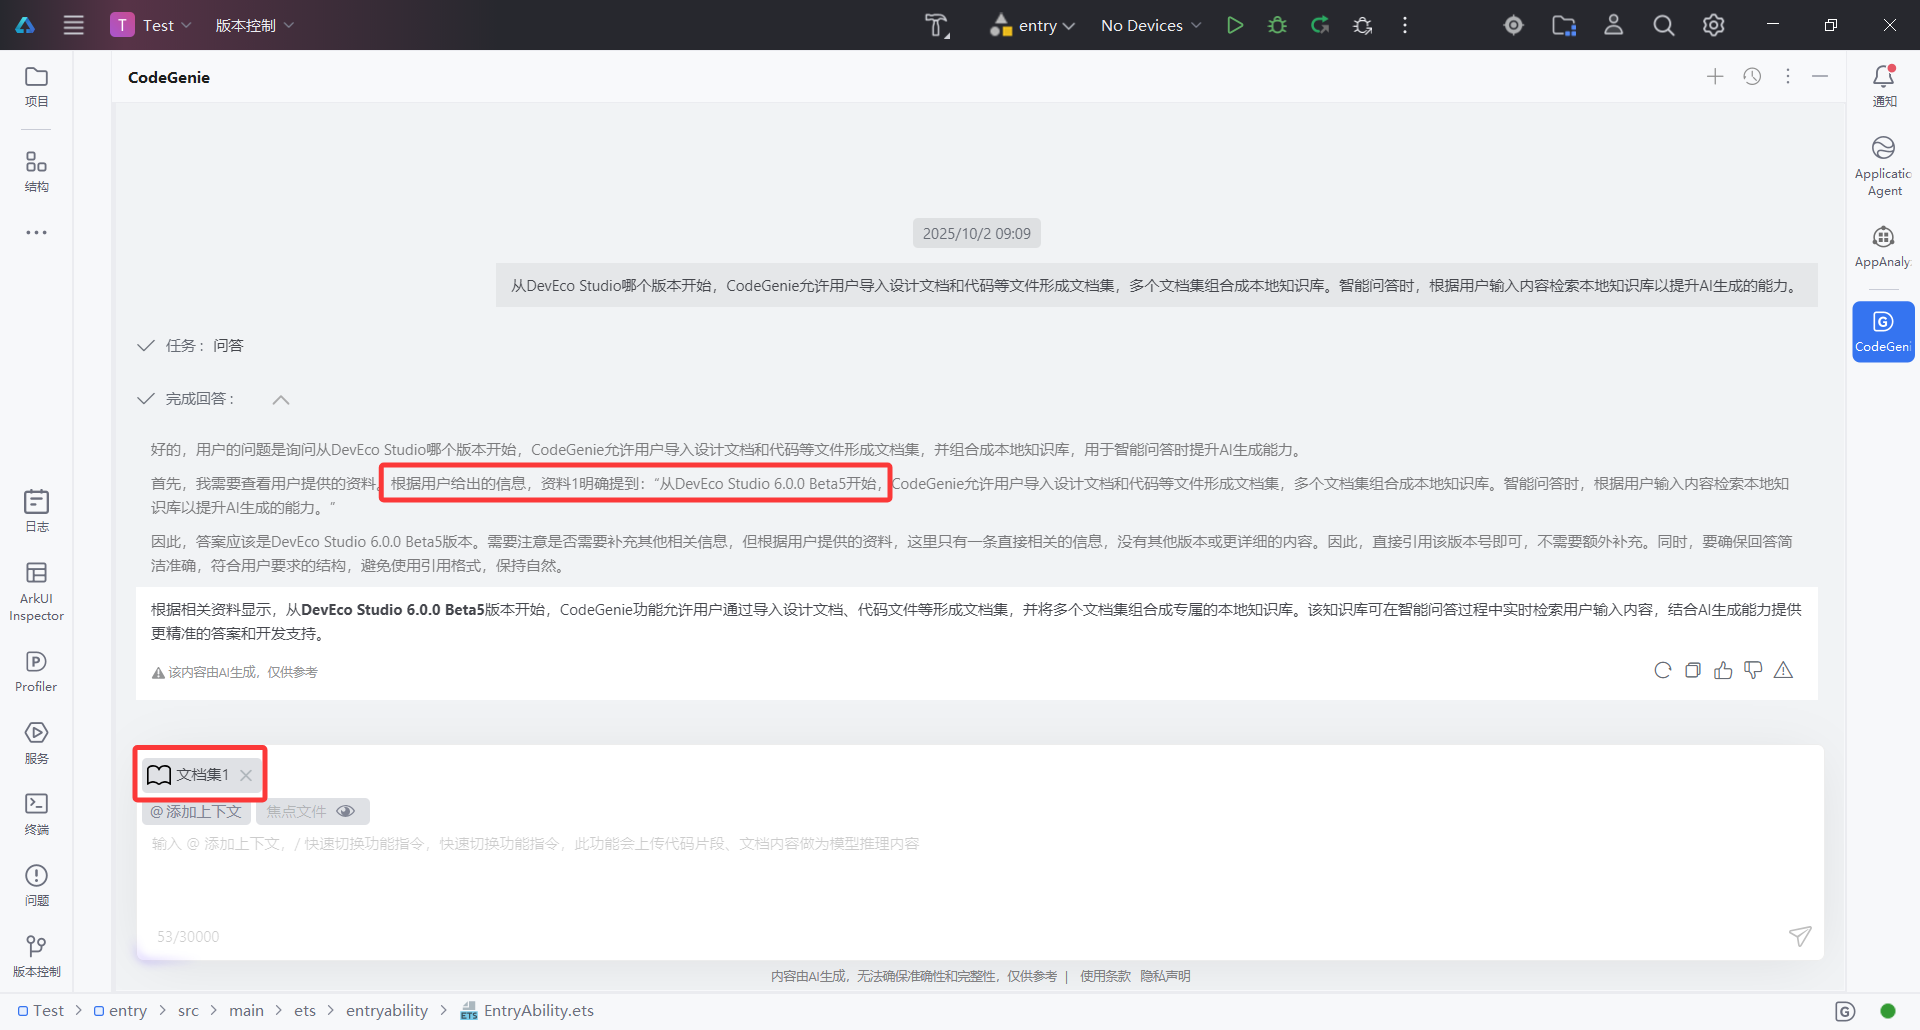 T Test 版本控制 entry No Devices
项目
结构
日志
ArkUI
Inspector
Profiler
服务
终端
问题
版本控制
CodeGenie
2025/10/2 09:09
从DevEco Studio哪个版本开始，CodeGenie允许用户导入设计文档和代码等文件形成文档集，多个文档集组合成本地知识库。智能问答时，根据用户输入内容检索本地知识库以提升AI生成的能力。
任务：问答
完成回答：
好的，用户的问题是询问从DevEco Studio哪个版本开始，CodeGenie允许用户导入设计文档和代码等文件形成文档集，并组合成本地知识库，用于智能问答时提升AI生成能力。
首先，我需要查看用户提供的资料。根据用户给出的信息，资料1明确提到：“从DevEco Studio 6.0.0 Beta5开始，CodeGenie允许用户导入设计文档和代码等文件形成文档集，多个文档集组合成本地知识库。智能问答时，根据用户输入内容检索本地知
识库以提升AI生成的能力。”
因此，答案应该是DevEco Studio 6.0.0 Beta5版本。需要注意是否需要补充其他相关信息，但根据用户提供的资料，这里只有一条直接相关的信息，没有其他版本或更详细的内容。因此，直接引用该版本号即可，不需要额外补充。同时，要确保回答简
洁准确，符合用户要求的结构，避免使用引用格式，保持自然。
根据相关资料显示，从DevEco Studio 6.0.0 Beta5版本开始，CodeGenie功能允许用户通过导入设计文档、代码文件等形成文档集，并将多个文档集组合成专属的本地知识库。该知识库可在智能问答过程中实时检索用户输入内容，结合AI生成能力提供
更精准的答案和开发支持。
该内容由AI生成，仅供参考
文档集1
@ 添加上下文 焦点文件
输入 @ 添加上下文，/ 快速切换功能指令，快速切换功能指令，此功能会上传代码片段、文档内容做为模型推理内容
53/30000
内容由AI生成，无法确保准确性和完整性，仅供参考 | 使用条款 隐私声明
通知
Applicatic
Agent
AppAnaly
G
CodeGeni
Test > entry > src > main > ets > entryability > EntryAbility.ets